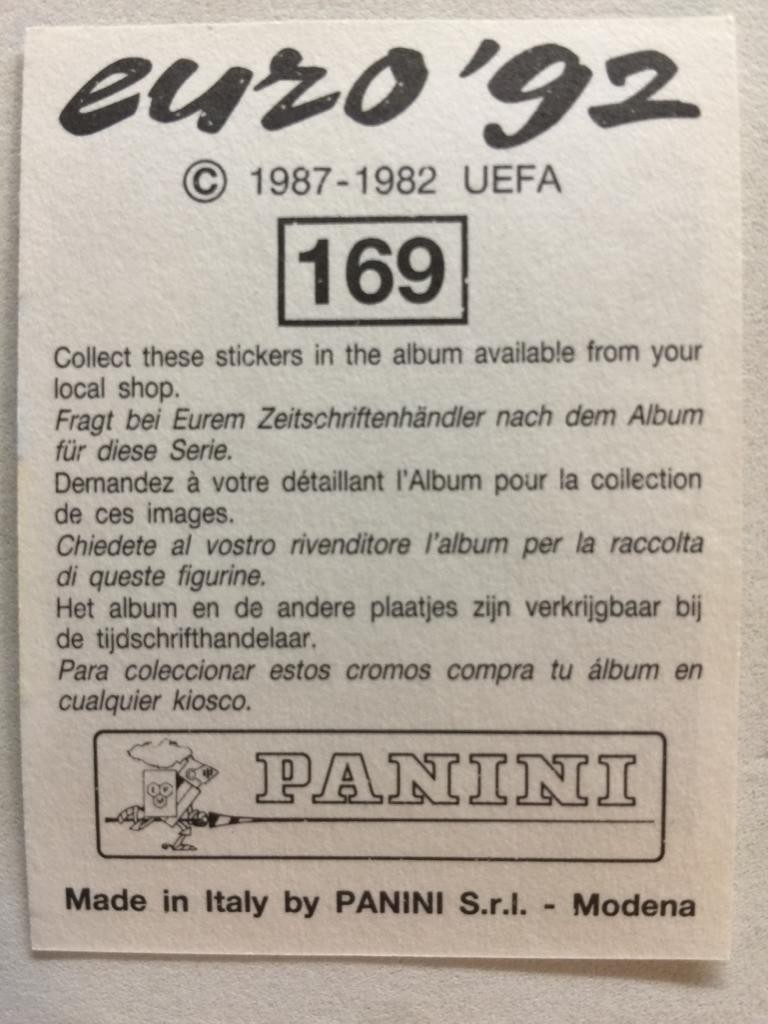 euro '92
© 1987-1982 UEFA
169
Collect these stickers in the album available from your
local shop.
Fragt bei Eurem Zeitschriftenhändler nach dem Album
für diese Serie.
Demandez à votre détaillant l'Album pour la collection
de ces images.
Chiedete al vostro rivenditore l'album per la raccolta
di queste figurine.
Het album en de andere plaatjes zijn verkrijgbaar bij
de tijdschrifthandelaar.
Para coleccionar estos cromos compra tu álbum en
cualquier kiosco.
PANINI
Made in Italy by PANINI S.r.l. - Modena